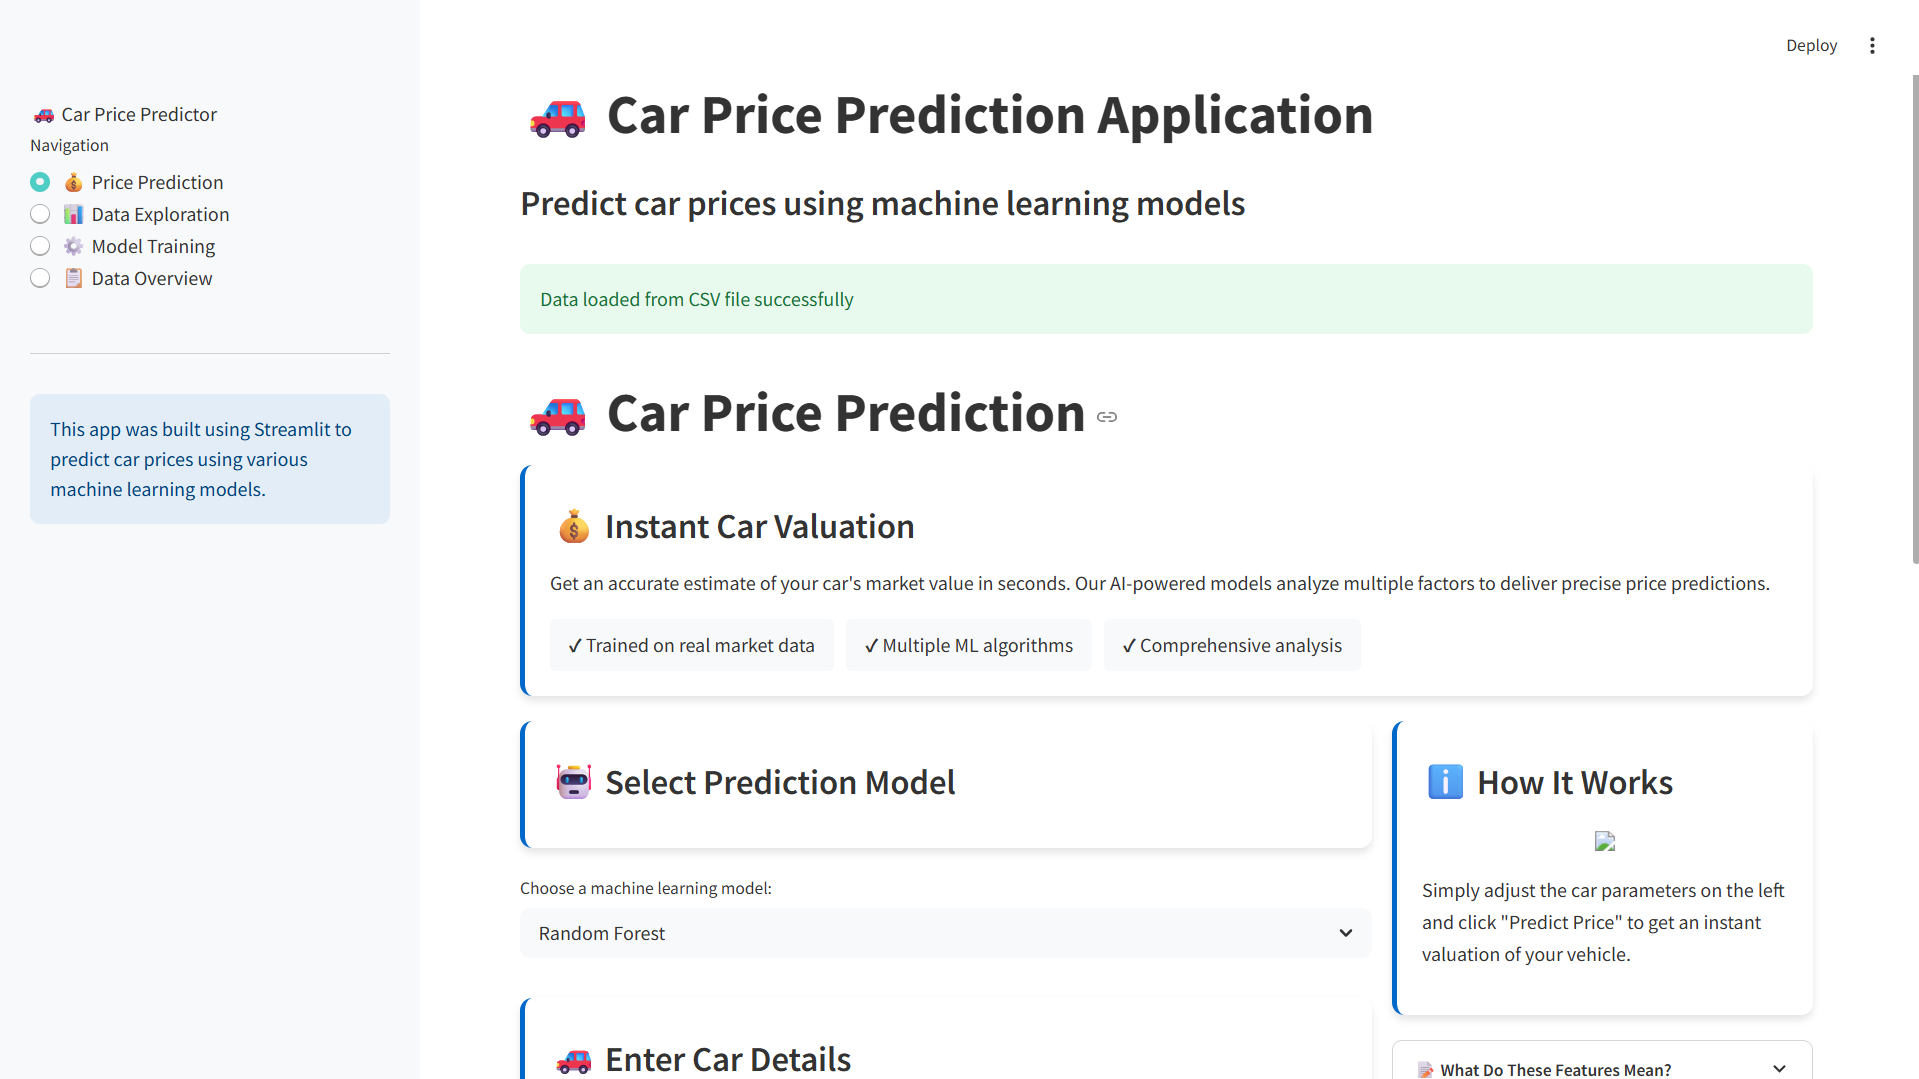 Deploy
Car Price Predictor
Navigation
Price Prediction
Data Exploration
Model Training
Data Overview
This app was built using Streamlit to
predict car prices using various
machine learning models.
Car Price Prediction Application
Predict car prices using machine learning models
Data loaded from CSV file successfully
Car Price Prediction
Instant Car Valuation
Get an accurate estimate of your car's market value in seconds. Our AI-powered models analyze multiple factors to deliver precise price predictions.
✓ Trained on real market data
✓ Multiple ML algorithms
✓ Comprehensive analysis
Select Prediction Model
Choose a machine learning model:
Random Forest
Enter Car Details
How It Works
Simply adjust the car parameters on the left
and click "Predict Price" to get an instant
valuation of your vehicle.
What Do These Features Mean?